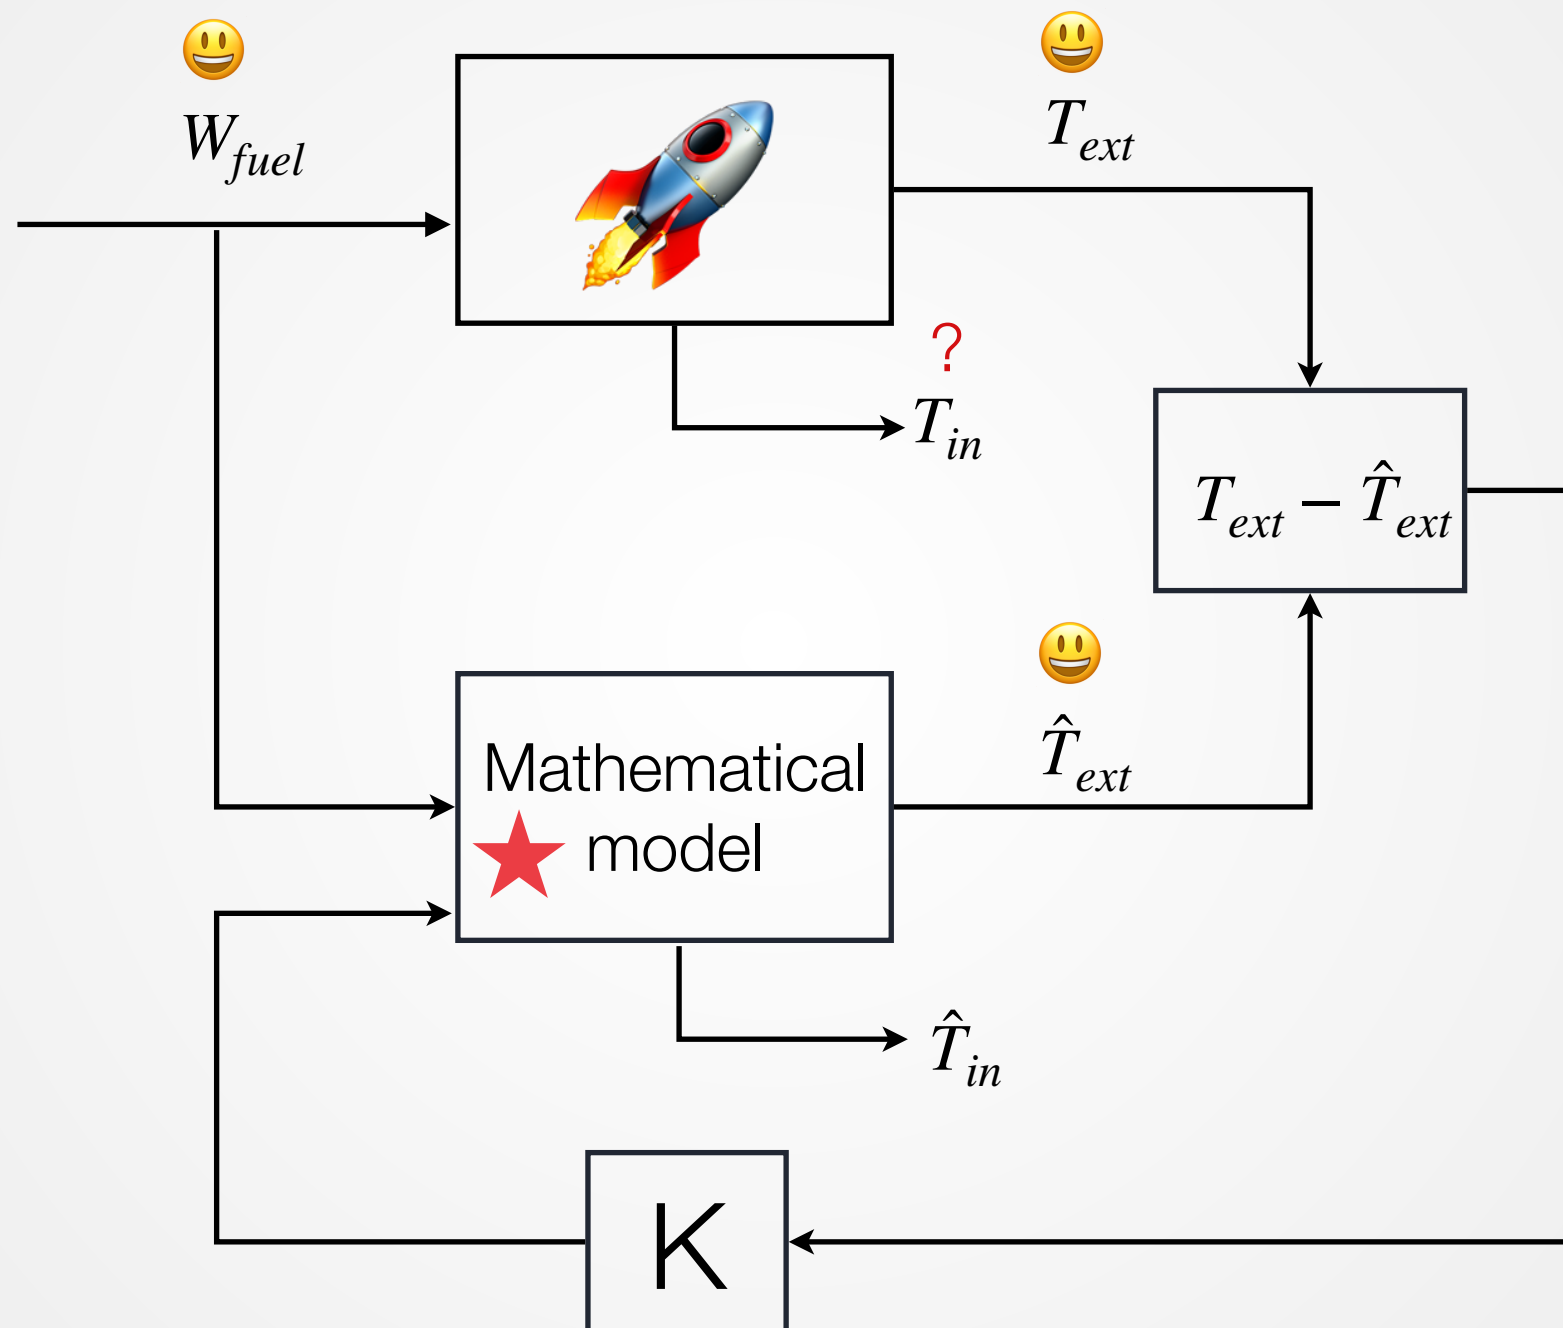 W_fuel
T_ext
?
T_in
T_ext − T̂_ext
Mathematical
model
T̂_ext
T̂_in
K